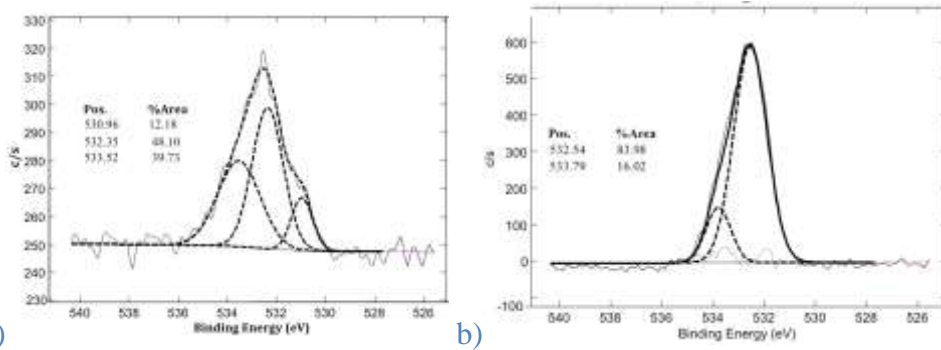 330
320
310
300
290
280
270
260
250
240
230
c/s
Pos. %Area
530.96 12.18
532.35 48.10
533.52 39.73
540 538 536 534 532 530 528 526
Binding Energy (eV)
)
b)
600
500
400
300
200
100
0
-100
c/s
Pos. %Area
532.54 83.98
533.79 16.02
540 538 536 534 532 530 528 526
Binding Energy (eV)